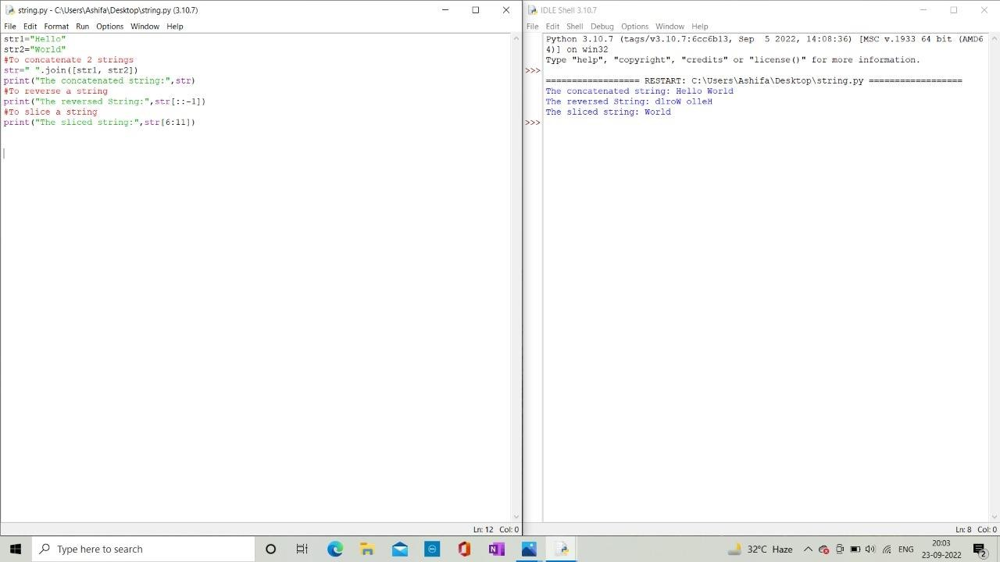 string.py - C:\Users\Ashifa\Desktop\string.py (3.10.7)
File Edit Format Run Options Window Help
str1="Hello"
str2="World"
#To concatenate 2 strings
str=" ".join([str1, str2])
print("The concatenated string:",str)
#To reverse a string
print("The reversed String:",str[::-1])
#To slice a string
print("The sliced string:",str[6:11])
Ln: 12 Col: 0
IDLE Shell 3.10.7
File Edit Shell Debug Options Window Help
Python 3.10.7 (tags/v3.10.7:6cc6b13, Sep  5 2022, 14:08:36) [MSC v.1933 64 bit (AMD6
4)] on win32
Type "help", "copyright", "credits" or "license()" for more information.
>>>
================== RESTART: C:\Users\Ashifa\Desktop\string.py ==================
The concatenated string: Hello World
The reversed String: dlroW olleH
The sliced string: World
>>>
Ln: 8 Col: 0
Type here to search
32°C Haze
ENG
20:03
23-09-2022
2